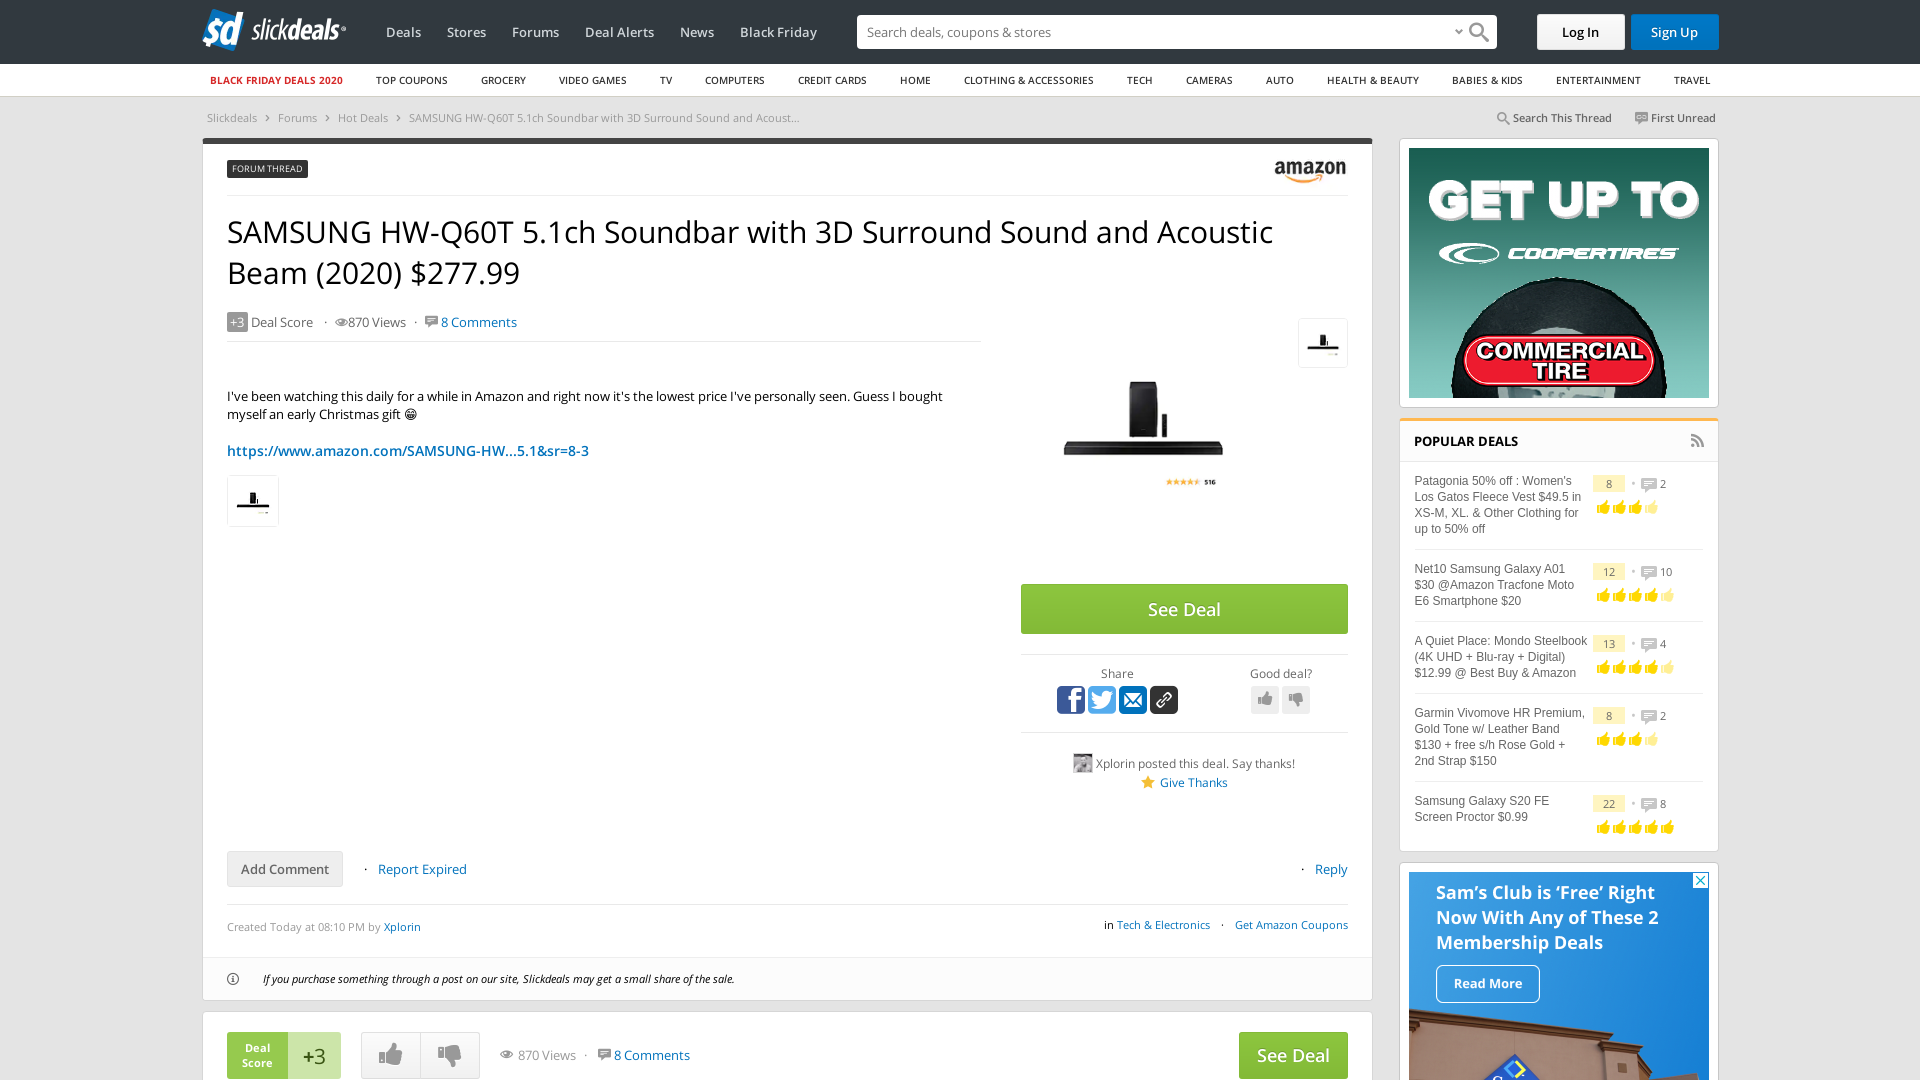 sd slickdeals
Deals
Stores
Forums
Deal Alerts
News
Black Friday
Search deals, coupons & stores
Log In
Sign Up
BLACK FRIDAY DEALS 2020
TOP COUPONS
GROCERY
VIDEO GAMES
TV
COMPUTERS
CREDIT CARDS
HOME
CLOTHING & ACCESSORIES
TECH
CAMERAS
AUTO
HEALTH & BEAUTY
BABIES & KIDS
ENTERTAINMENT
TRAVEL
Slickdeals › Forums › Hot Deals › SAMSUNG HW-Q60T 5.1ch Soundbar with 3D Surround Sound and Acoust...
Search This Thread
First Unread
FORUM THREAD
amazon
SAMSUNG HW-Q60T 5.1ch Soundbar with 3D Surround Sound and Acoustic
Beam (2020) $277.99
+3 Deal Score · 870 Views · 8 Comments
I've been watching this daily for a while in Amazon and right now it's the lowest price I've personally seen. Guess I bought
myself an early Christmas gift 😁
https://www.amazon.com/SAMSUNG-HW...5.1&sr=8-3
516
See Deal
Share
Good deal?
Xplorin posted this deal. Say thanks!
Give Thanks
Add Comment
· Report Expired
· Reply
Created Today at 08:10 PM by Xplorin
in Tech & Electronics · Get Amazon Coupons
If you purchase something through a post on our site, Slickdeals may get a small share of the sale.
Deal
Score
+3
870 Views · 8 Comments
See Deal
GET UP TO
COOPERTIRES
COMMERCIAL
TIRE
POPULAR DEALS
Patagonia 50% off : Women's
Los Gatos Fleece Vest $49.5 in
XS-M, XL. & Other Clothing for
up to 50% off
8 • 2
Net10 Samsung Galaxy A01
$30 @Amazon Tracfone Moto
E6 Smartphone $20
12 • 10
A Quiet Place: Mondo Steelbook
(4K UHD + Blu-ray + Digital)
$12.99 @ Best Buy & Amazon
13 • 4
Garmin Vivomove HR Premium,
Gold Tone w/ Leather Band
$130 + free s/h Rose Gold +
2nd Strap $150
8 • 2
Samsung Galaxy S20 FE
Screen Proctor $0.99
22 • 8
Sam's Club is ‘Free’ Right
Now With Any of These 2
Membership Deals
Read More